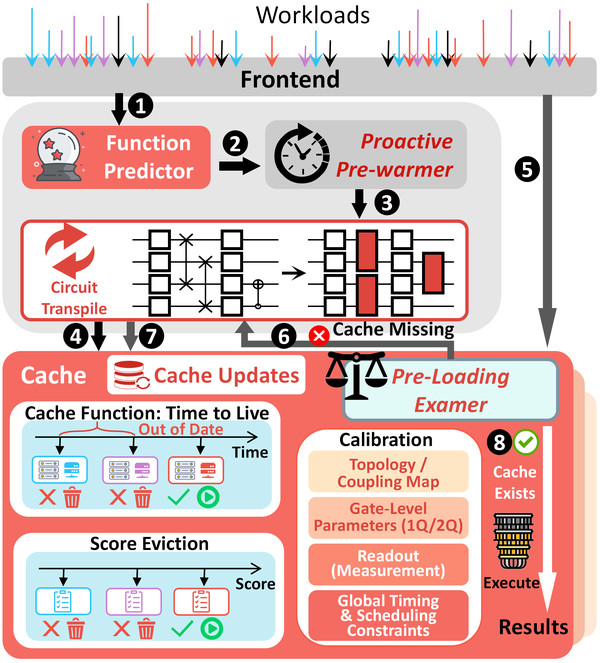 Workloads
Frontend
1
Function
Predictor
2
Proactive
Pre-warmer
3
5
Circuit
Transpile
4
7
6
Cache Missing
Cache
Cache Updates
Pre-Loading
Examer
Cache Function: Time to Live
Out of Date
Time
Score Eviction
Score
Calibration
Topology /
Coupling Map
Gate-Level
Parameters (1Q/2Q)
Readout
(Measurement)
Global Timing
& Scheduling
Constraints
8
Cache
Exists
Execute
Results